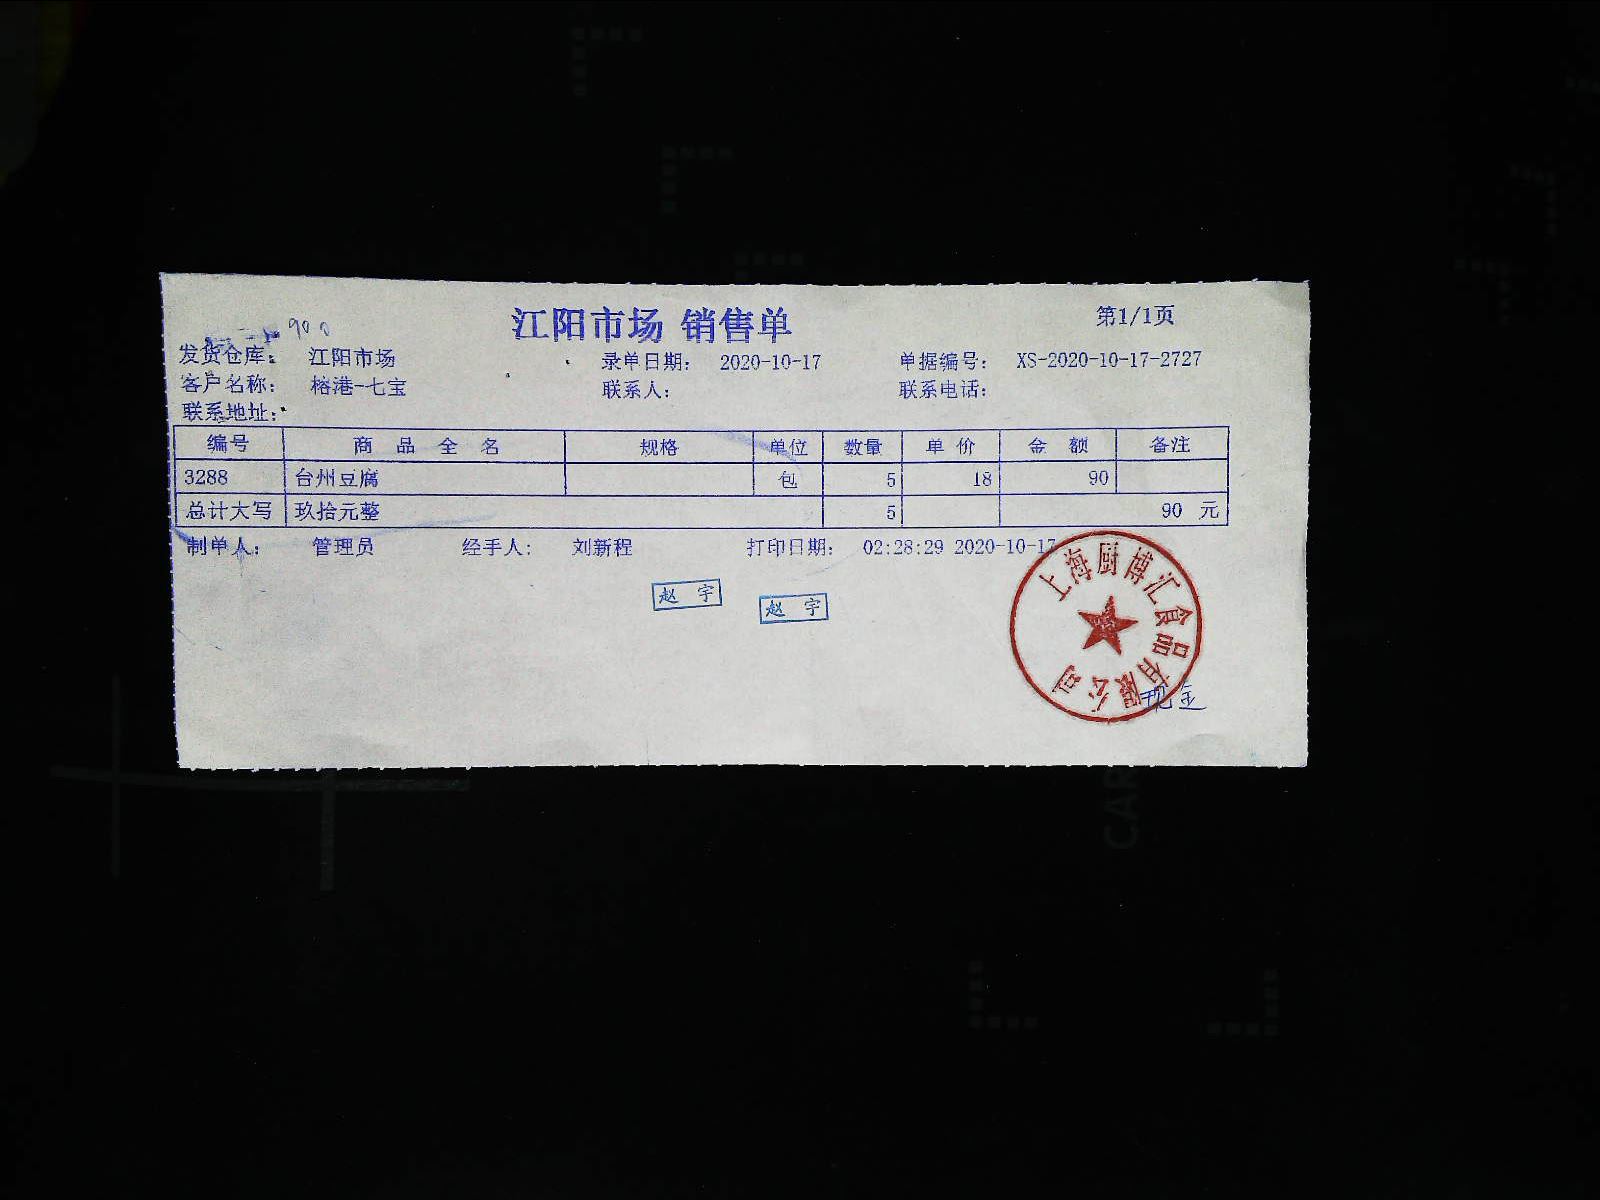 江阳市场 销售单
第1/1页
900
发货仓库： 江阳市场 录单日期： 2020-10-17 单据编号： XS-2020-10-17-2727
客户名称： 榕港-七宝 联系人： 联系电话：
联系地址：
编号 商品全名 规格 单位 数量 单价 金额 备注
3288 台州豆腐 包 5 18 90
总计大写 玖拾元整 5 90 元
制单人： 管理员 经手人： 刘新程 打印日期： 02:28:29 2020-10-17
赵宇
赵宇
上海厨博汇食品有限公司
现金
CAR